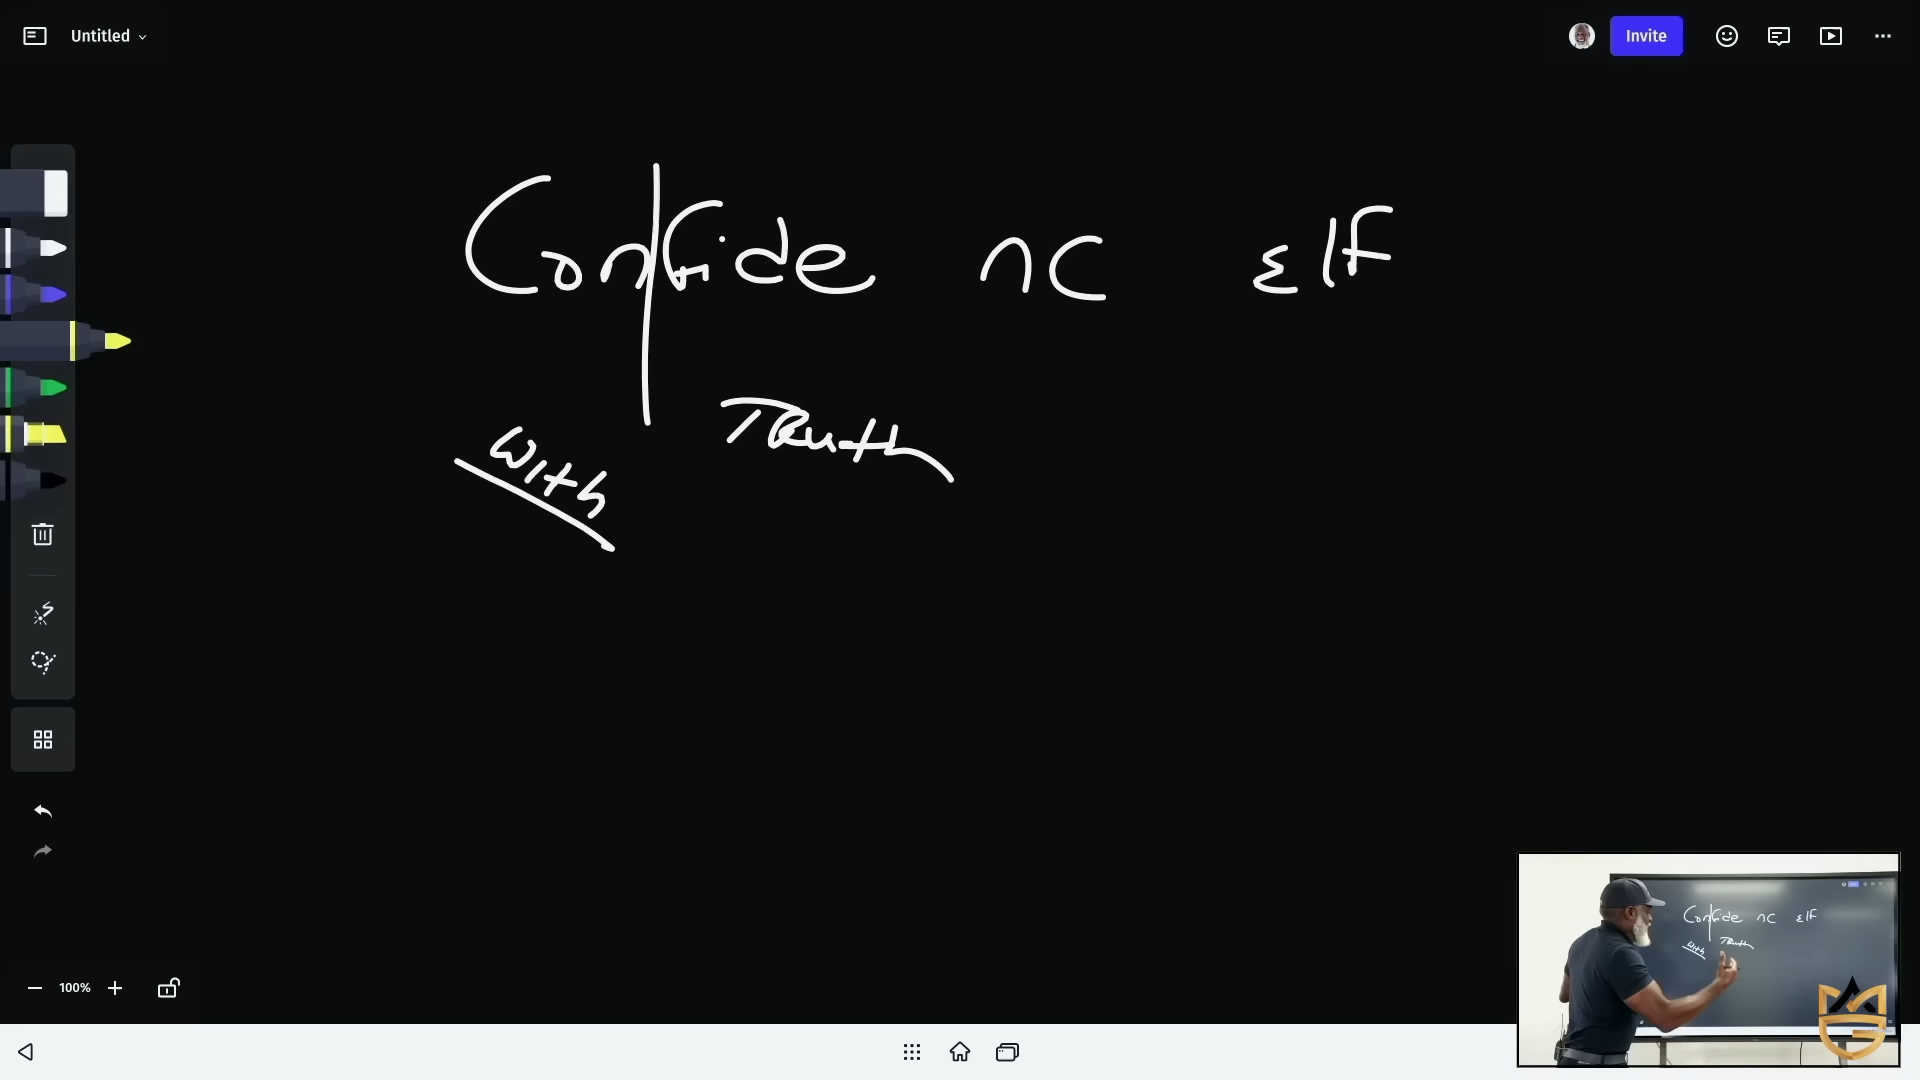 Untitled
Invite
Confide nc elf
With Truth
100%